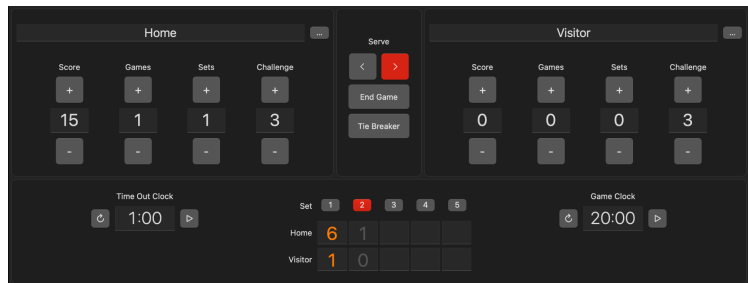 Home
...
Score Games Sets Challenge
+ + + +
15 1 1 3
- - - -
Serve
< >
End Game
Tie Breaker
Visitor
...
Score Games Sets Challenge
+ + + +
0 0 0 3
- - - -
Time Out Clock
1:00
Set 1 2 3 4 5
Home 6 1
Visitor 1 0
Game Clock
20:00